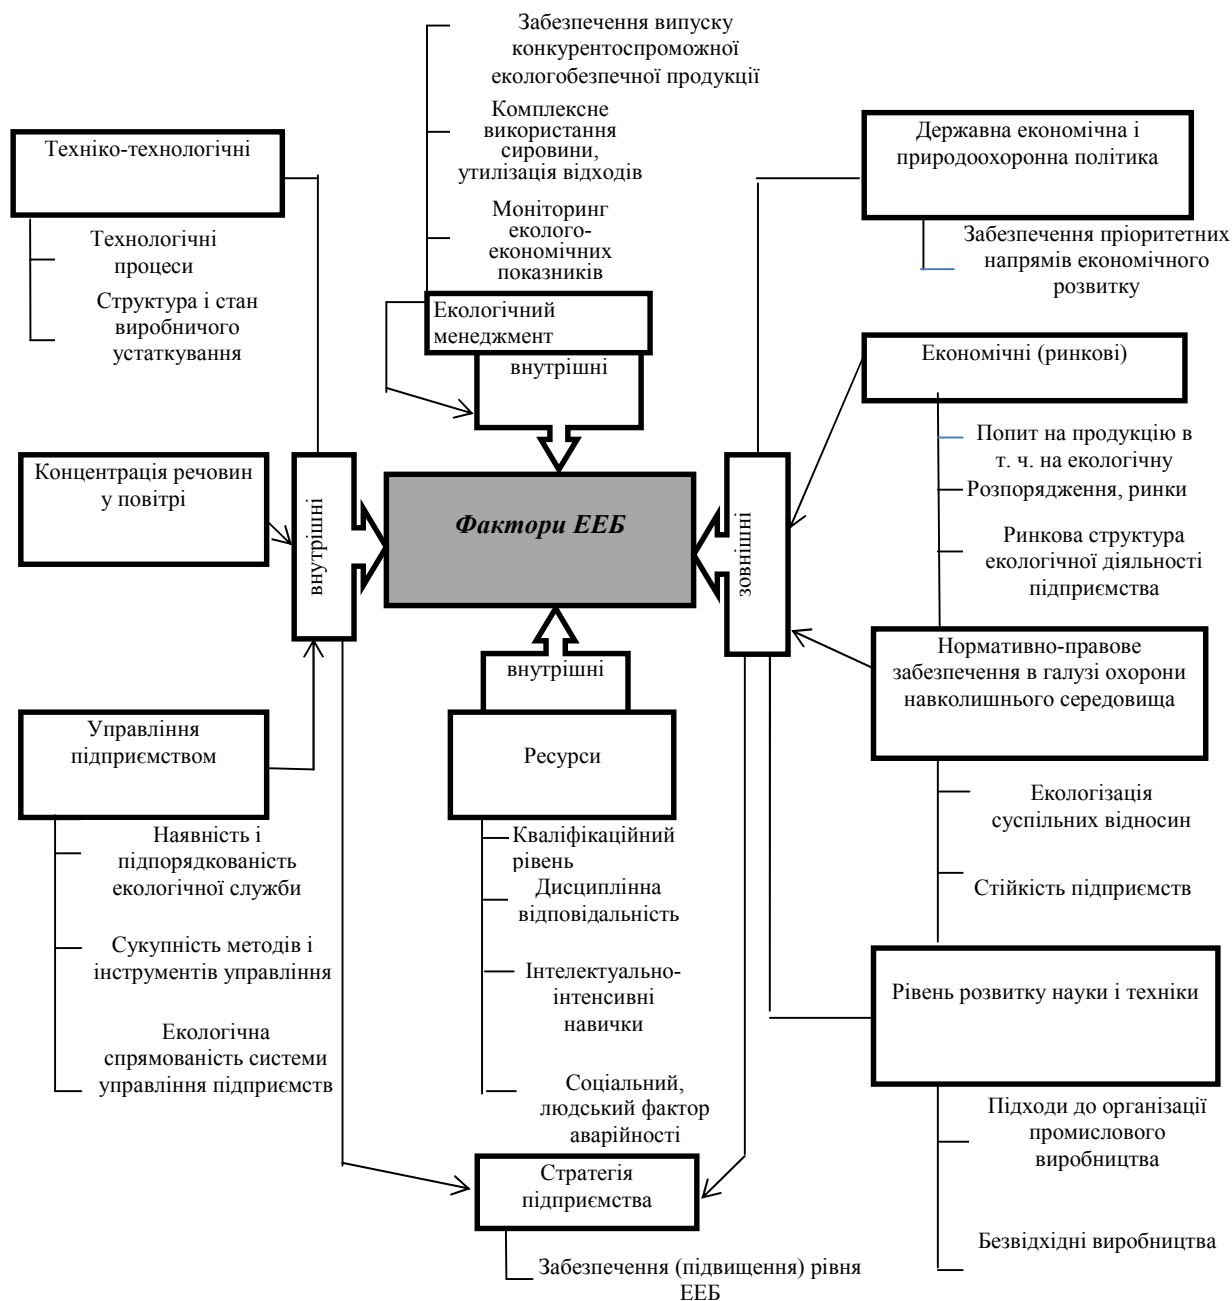 Забезпечення випуску
конкурентоспроможної
екологобезпечної продукції
Комплексне
використання
сировини,
утилізація відходів
Моніторинг
еколого-
економічних
показників
Екологічний
менеджмент
внутрішні
Техніко-технологічні
Технологічні
процеси
Структура і стан
виробничого
устаткування
Концентрація речовин
у повітрі
внутрішні
Управління
підприємством
Наявність і
підпорядкованість
екологічної служби
Сукупність методів і
інструментів управління
Екологічна
спрямованість системи
управління підприємств
Фактори ЕЕБ
внутрішні
Ресурси
Кваліфікаційний
рівень
Дисциплінна
відповідальність
Інтелектуально-
інтенсивні
навички
Соціальний,
людський фактор
аварійності
Стратегія
підприємства
Забезпечення (підвищення) рівня
ЕЕБ
зовнішні
Державна економічна і
природоохоронна політика
Забезпечення пріоритетних
напрямів економічного
розвитку
Економічні (ринкові)
Попит на продукцію в
т. ч. на екологічну
Розпорядження, ринки
Ринкова структура
екологічної діяльності
підприємства
Нормативно-правове
забезпечення в галузі охорони
навколишнього середовища
Екологізація
суспільних відносин
Стійкість підприємств
Рівень розвитку науки і техніки
Підходи до організації
промислового
виробництва
Безвідхідні виробництва